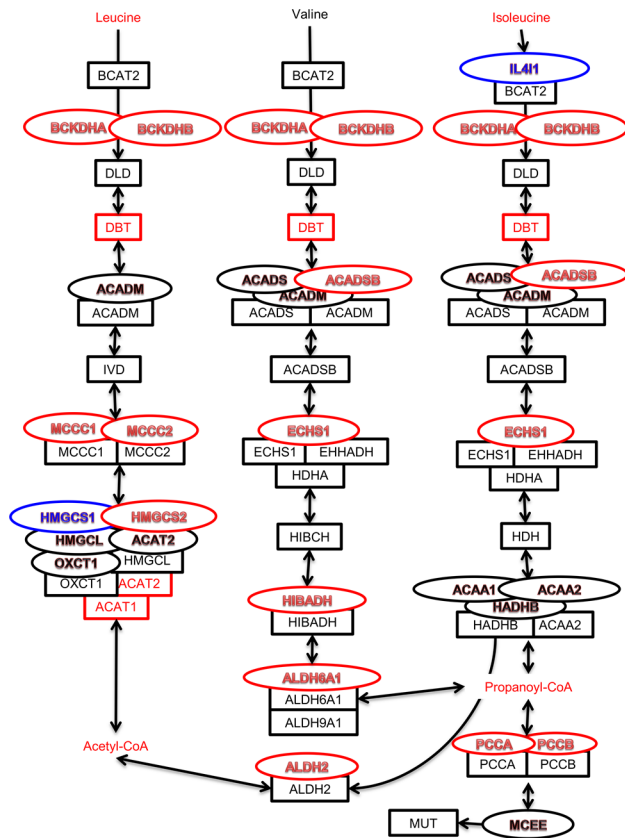 Leucine Valine Isoleucine
IL4I1
BCAT2 BCAT2 BCAT2
BCKDHA BCKDHB BCKDHA BCKDHB BCKDHA BCKDHB
DLD DLD DLD
DBT DBT DBT
ACADS ACADSB ACADS ACADSB
ACADM ACADM ACADM
ACADM ACADS ACADM ACADS ACADM
IVD ACADSB ACADSB
MCCC1 MCCC2 ECHS1 ECHS1
MCCC1 MCCC2 ECHS1 EHHADH ECHS1 EHHADH
HDHA HDHA
HMGCS1 HMGCS2
HMGCL ACAT2 HIBCH HDH
OXCT1 HMGCL
OXCT1 ACAT2 ACAA1 ACAA2
ACAT1 HIBADH HADHB
HIBADH HADHB ACAA2
ALDH6A1 Propanoyl-CoA
ALDH6A1
ALDH9A1
Acetyl-CoA PCCA PCCB
ALDH2 PCCA PCCB
ALDH2
MUT MCEE